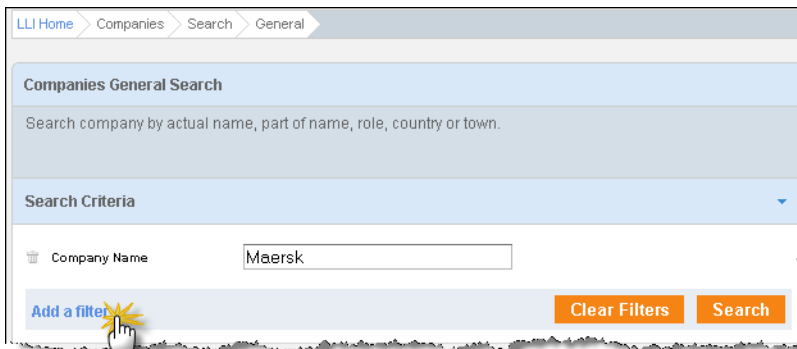 LLI Home Companies Search General
Companies General Search
Search company by actual name, part of name, role, country or town.
Search Criteria
Company Name Maersk
Add a filter Clear Filters Search